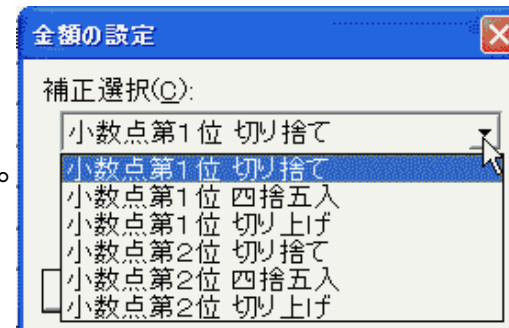 金額の設定
補正選択(C):
小数点第1位 切り捨て
小数点第1位 切り捨て
小数点第1位 四捨五入
小数点第1位 切り上げ
小数点第2位 切り捨て
小数点第2位 四捨五入
小数点第2位 切り上げ
。